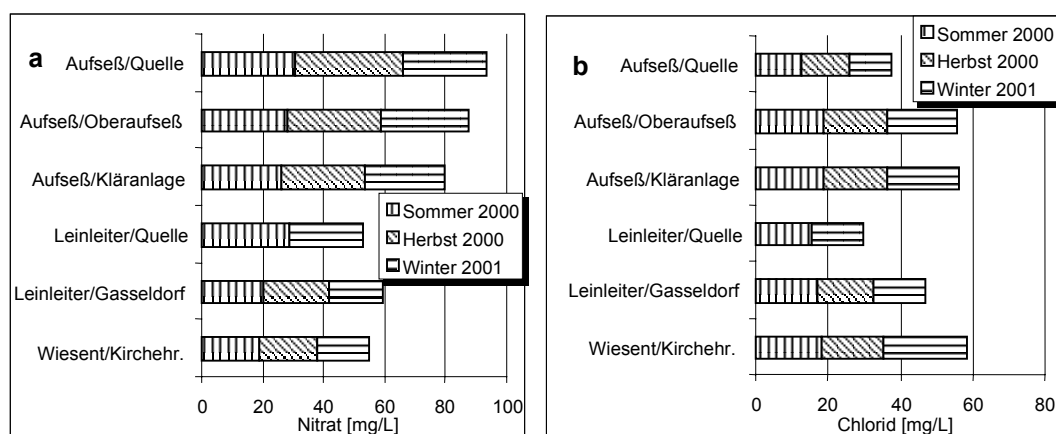 a
Aufseß/Quelle
Aufseß/Oberaufseß
Aufseß/Kläranlage
Leinleiter/Quelle
Leinleiter/Gasseldorf
Wiesent/Kirchehr.
Sommer 2000
Herbst 2000
Winter 2001
0 20 40 60 80 100
Nitrat [mg/L]
b
Sommer 2000
Herbst 2000
Winter 2001
Aufseß/Quelle
Aufseß/Oberaufseß
Aufseß/Kläranlage
Leinleiter/Quelle
Leinleiter/Gasseldorf
Wiesent/Kirchehr.
0 20 40 60 80
Chlorid [mg/L]